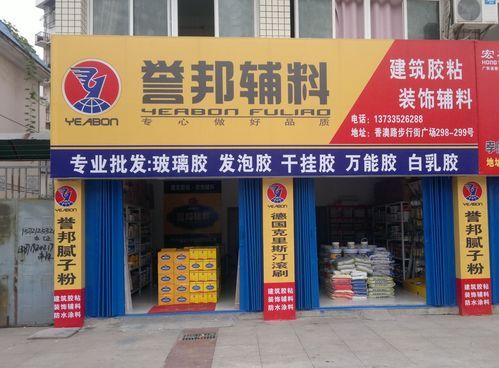 YEABON
誉邦辅料
YEABON FULIAO
专心做好品质
建筑胶粘
装饰辅料
电话：13733526288
地址：香澳路步行街广场298-299号
专业批发:玻璃胶 发泡胶 干挂胶 万能胶 白乳胶
宏
YEABON
誉邦腻子粉
建筑胶粘
装饰辅料
防水涂料
YEABON
德国克里斯汀滚刷
建筑胶粘
装饰辅料
防水涂料
YEABON
誉邦腻子粉
建筑胶粘
装饰辅料
防水涂料